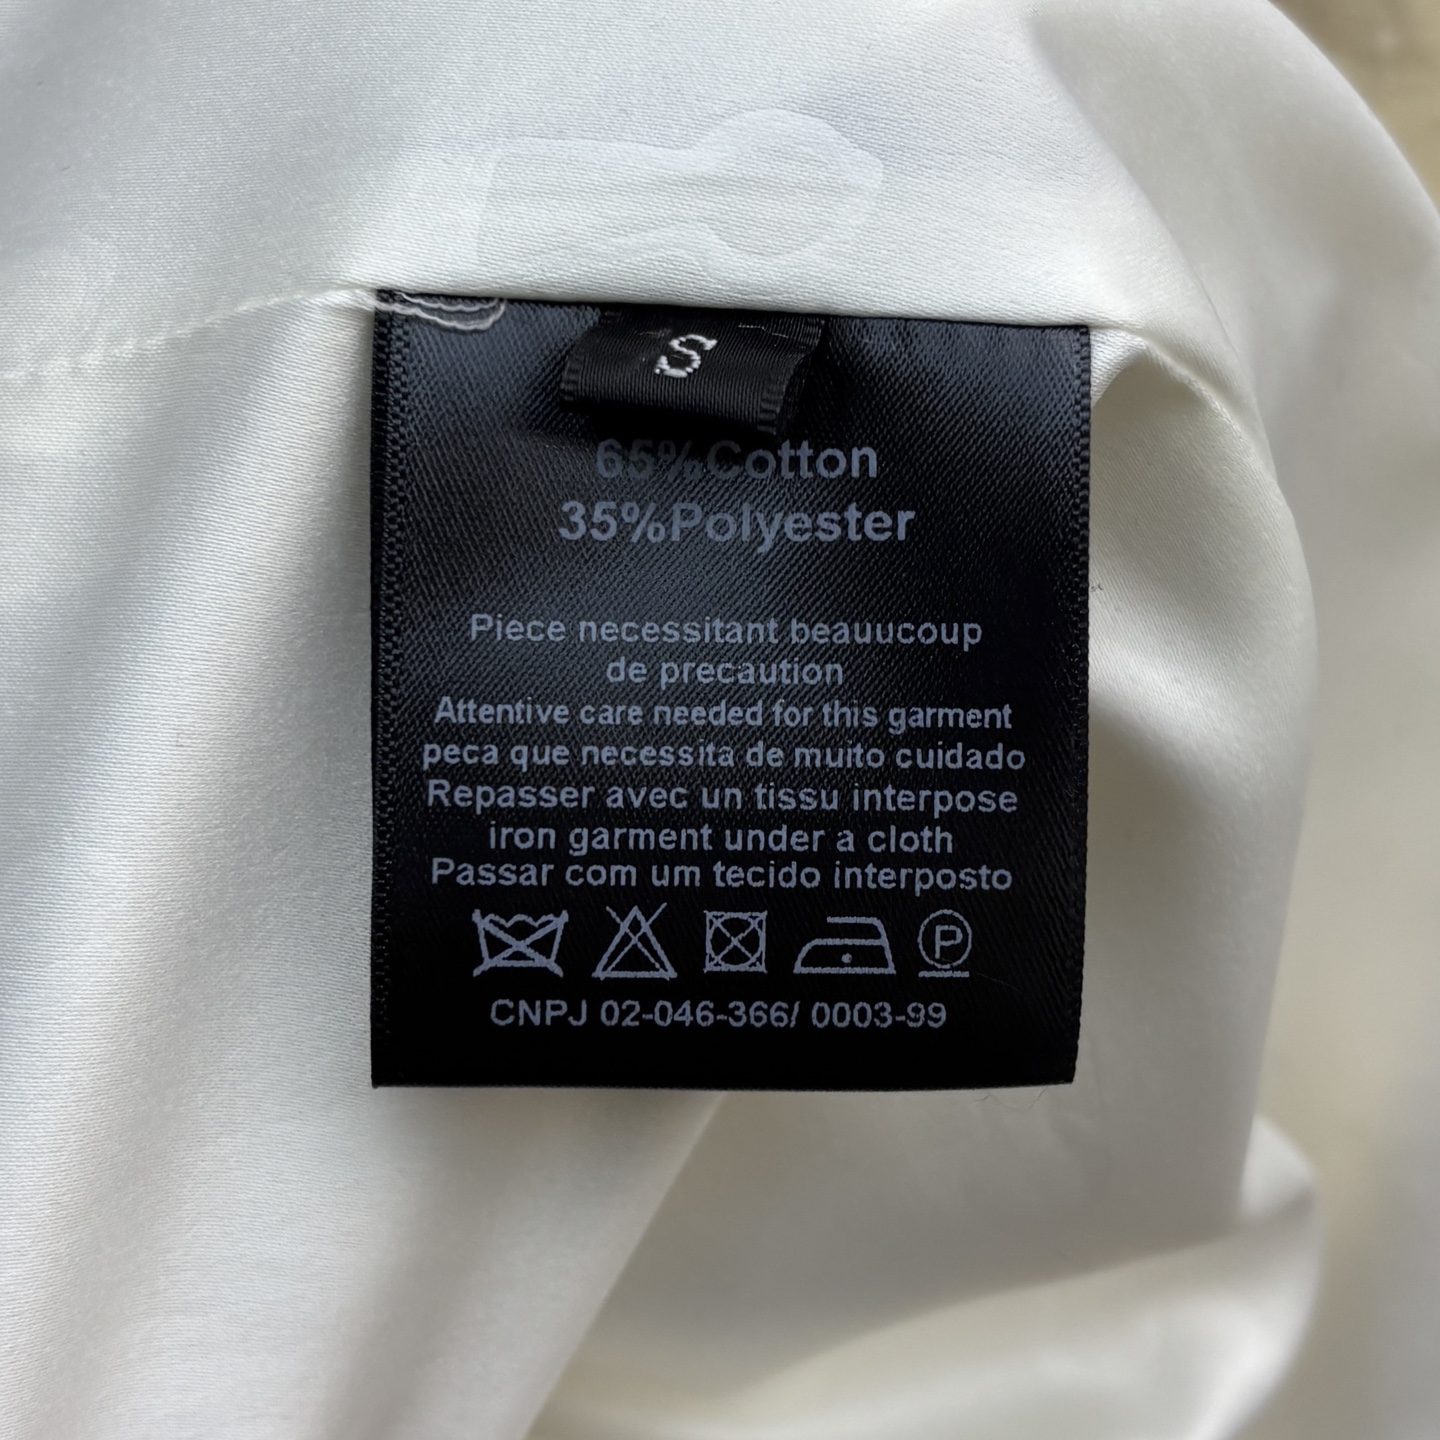 S
65%Cotton
35%Polyester
Piece necessitant beauucoup
de precaution
Attentive care needed for this garment
peca que necessita de muito cuidado
Repasser avec un tissu interpose
iron garment under a cloth
Passar com um tecido interposto
P
CNPJ 02-046-366/ 0003-99